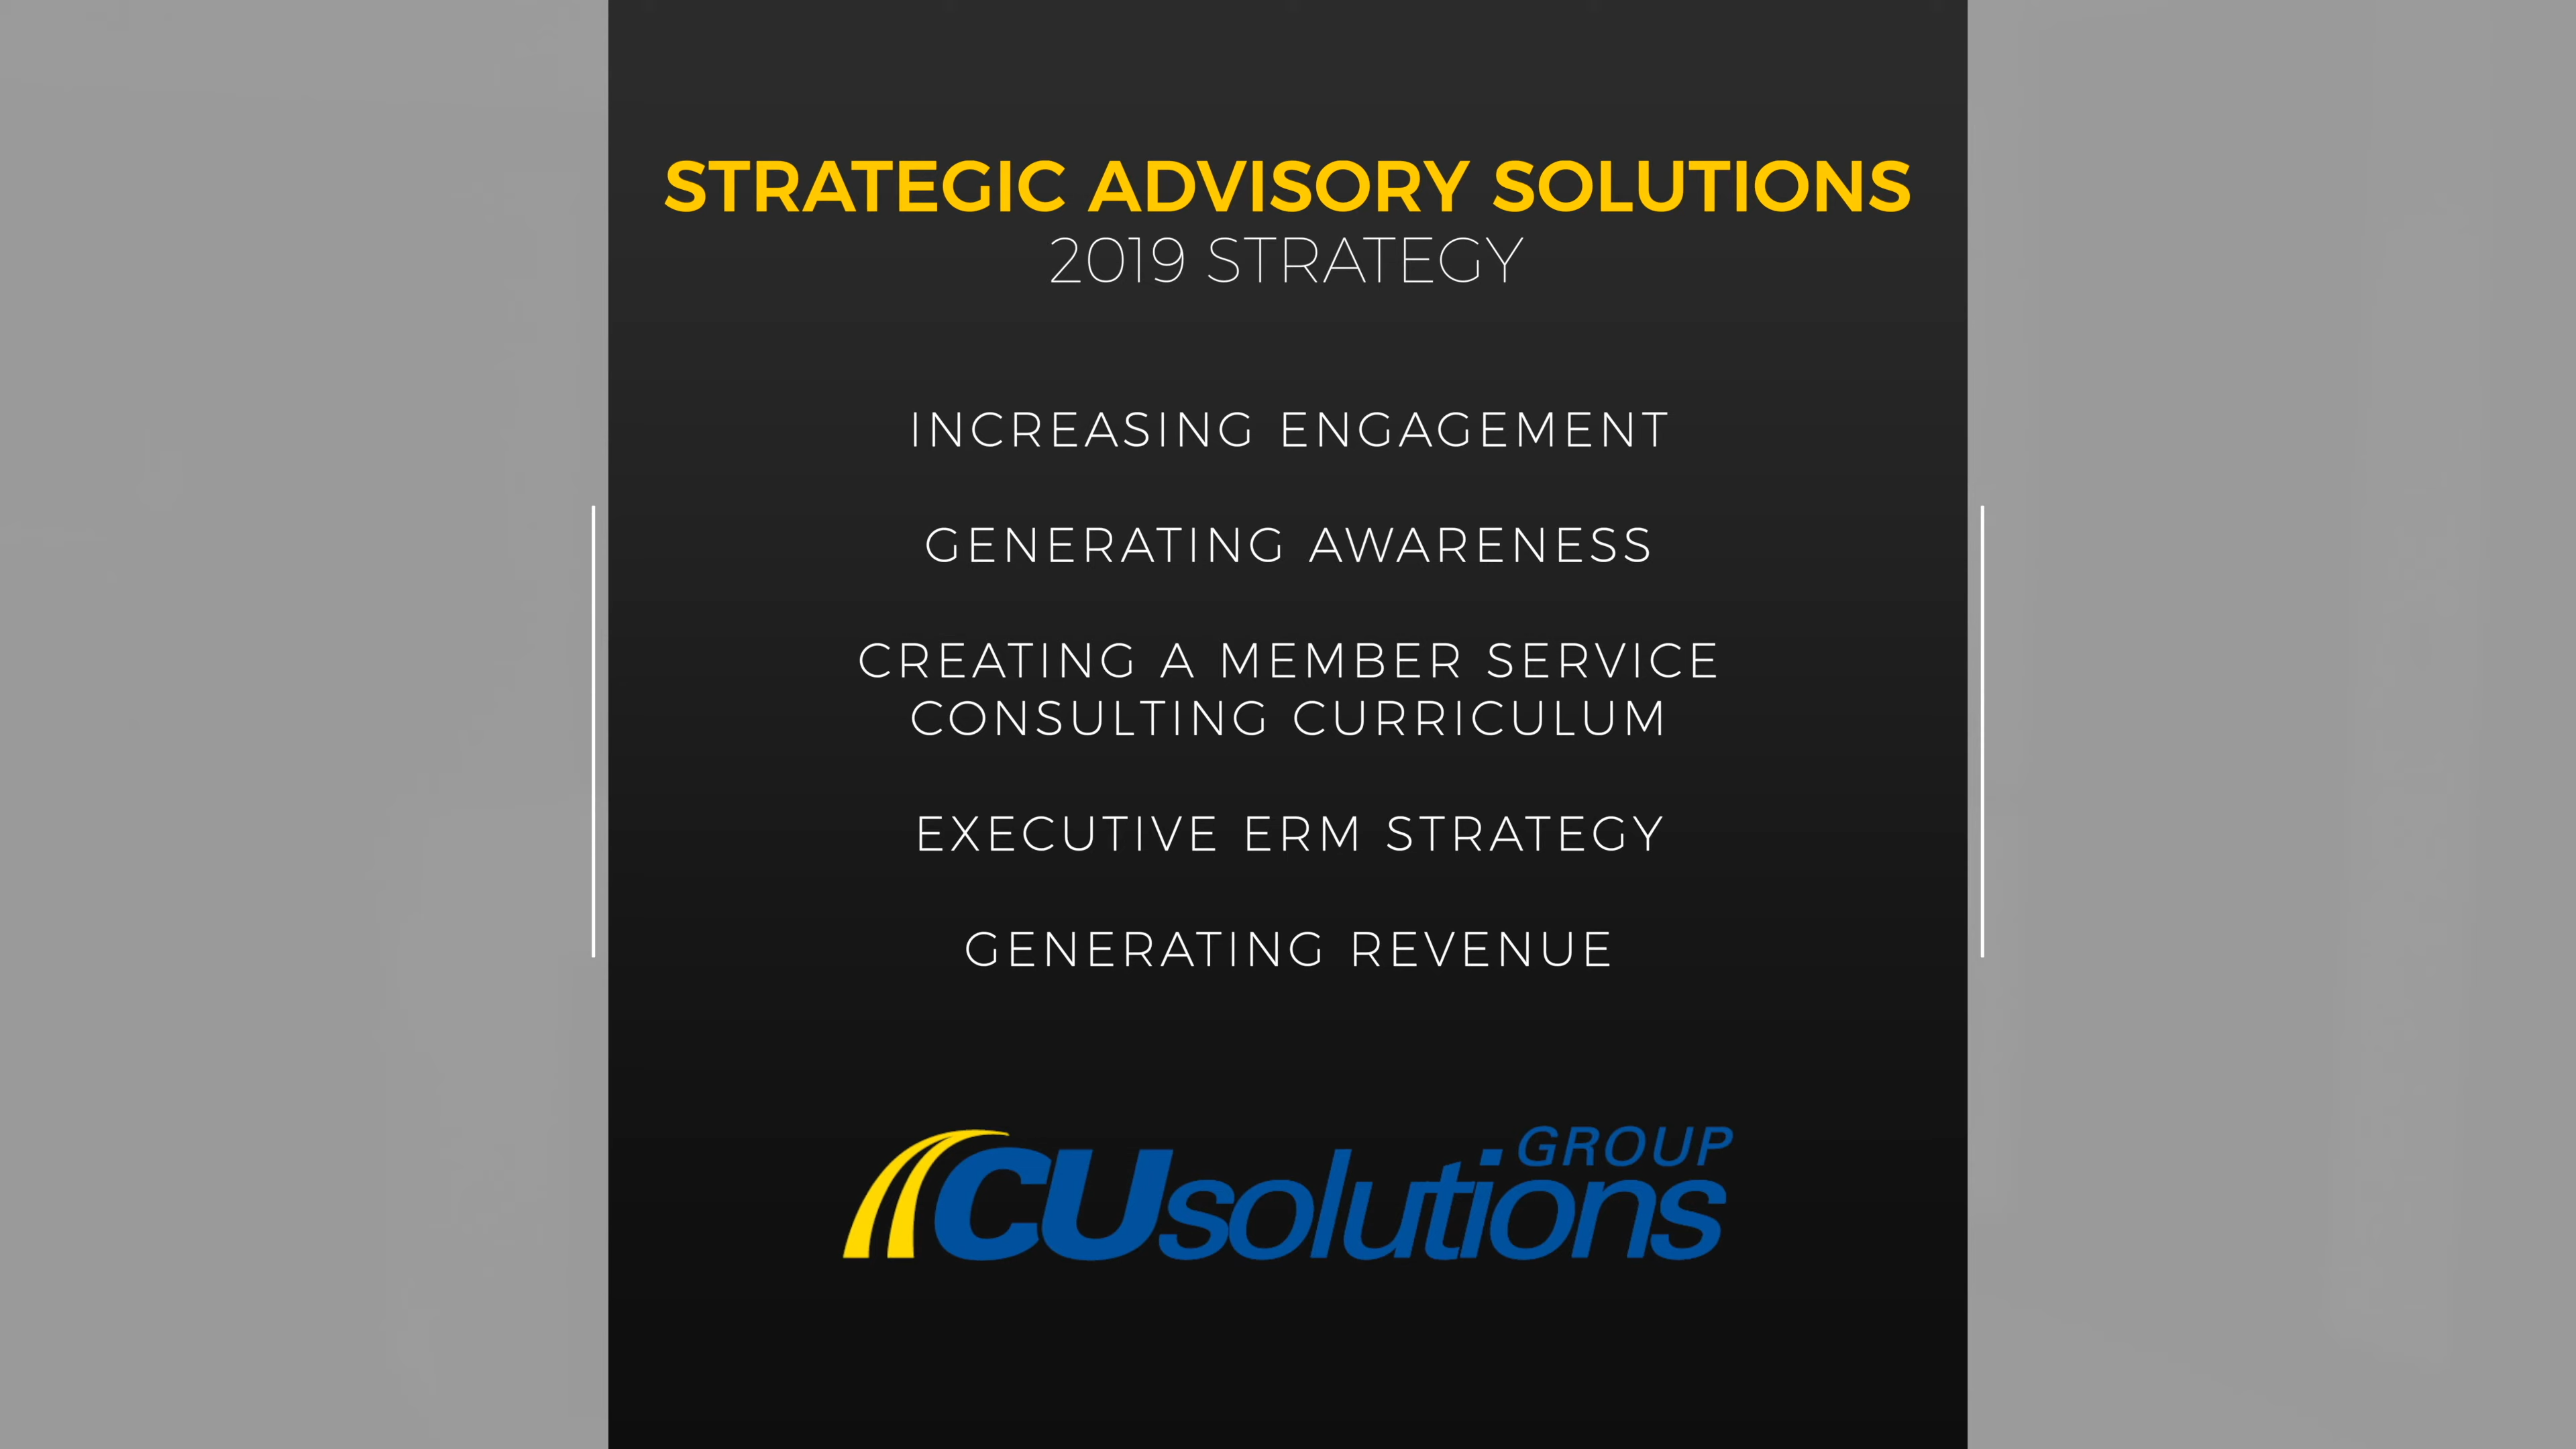 STRATEGIC ADVISORY SOLUTIONS
2019 STRATEGY
INCREASING ENGAGEMENT
GENERATING AWARENESS
CREATING A MEMBER SERVICE
CONSULTING CURRICULUM
EXECUTIVE ERM STRATEGY
GENERATING REVENUE
CUsolutions GROUP